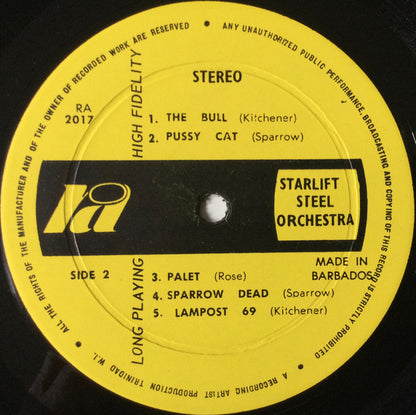 • ALL THE RIGHTS OF THE MANUFACTURER AND OF THE OWNER OF RECORDED WORK ARE RESERVED • ANY UNAUTHORIZED PUBLIC PERFORMANCE, BROADCASTING AND COPYING OF THIS RECORD IS STRICTLY PROHIBITED • A RECORDING ARTIST PRODUCTION TRINIDAD W.I.
LONG PLAYING HIGH FIDELITY
STEREO
RA
2017
1. THE BULL (Kitchener)
2. PUSSY CAT (Sparrow)
ra
STARLIFT
STEEL
ORCHESTRA
SIDE 2
MADE IN
BARBADOS
3. PALET (Rose)
4. SPARROW DEAD (Sparrow)
5. LAMPOST 69 (Kitchener)